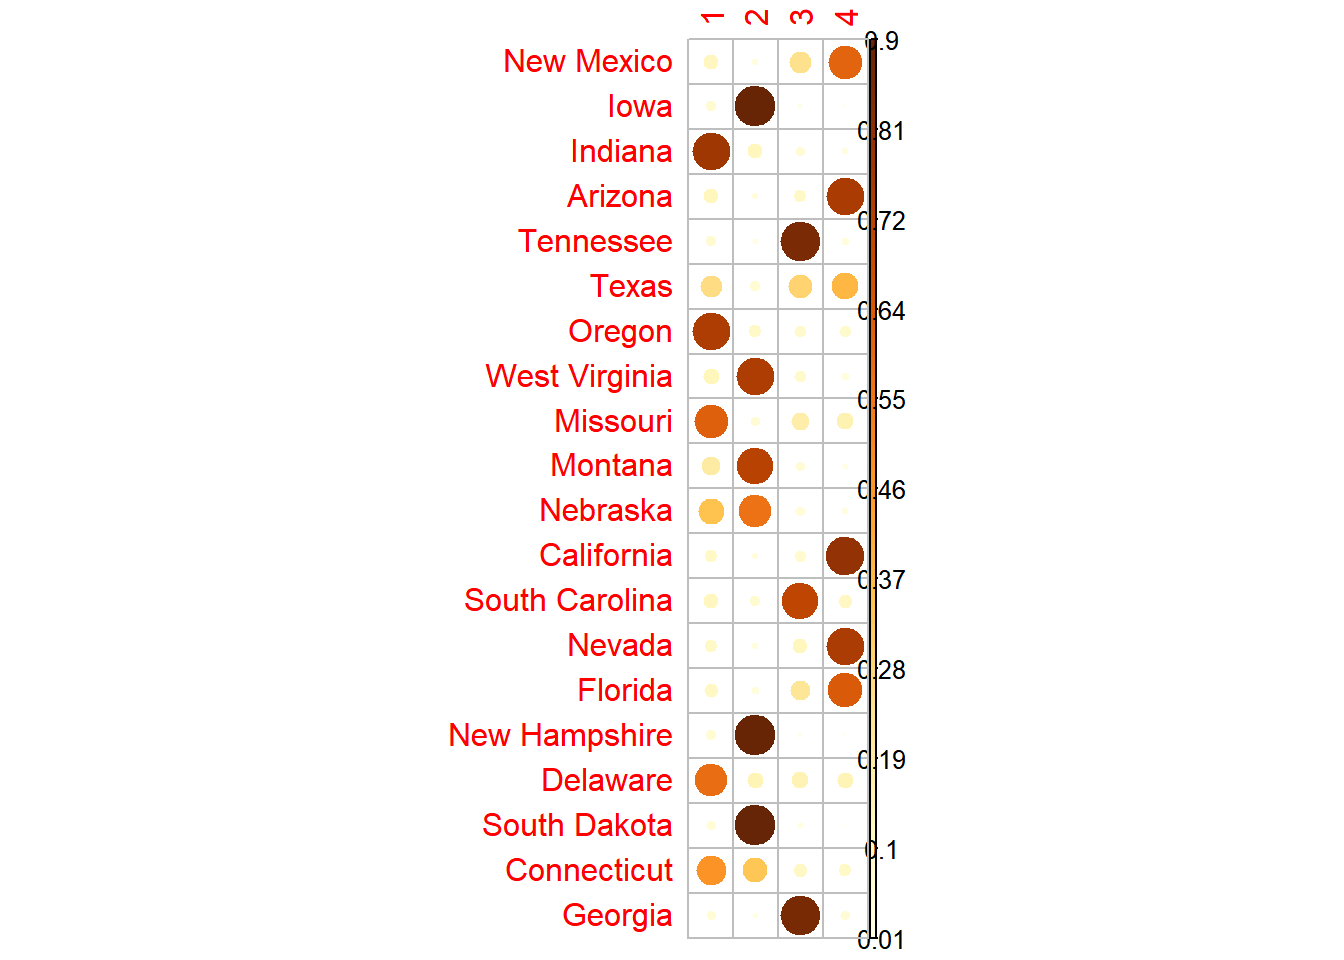 1 2 3 4
New Mexico
Iowa
Indiana
Arizona
Tennessee
Texas
Oregon
West Virginia
Missouri
Montana
Nebraska
California
South Carolina
Nevada
Florida
New Hampshire
Delaware
South Dakota
Connecticut
Georgia
0.9
0.81
0.72
0.64
0.55
0.46
0.37
0.28
0.19
0.1
0.01